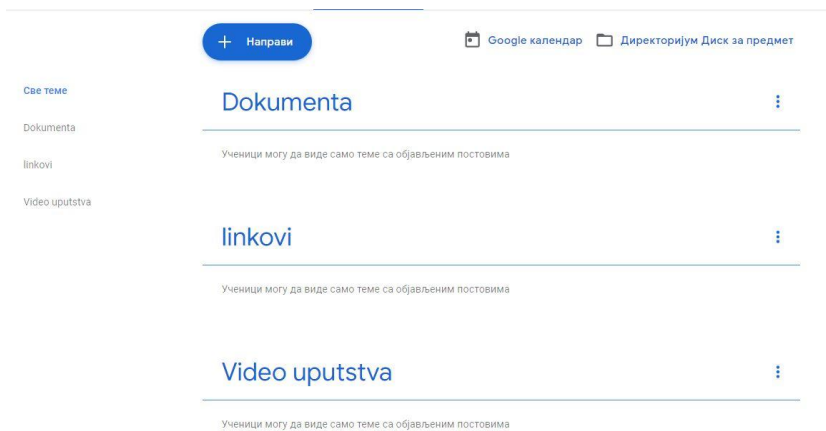 Направи
Google календар
Директоријум Диск за предмет
Све теме
Dokumenta
linkovi
Video uputstva
Dokumenta
Ученици могу да виде само теме са објављеним постовима
linkovi
Ученици могу да виде само теме са објављеним постовима
Video uputstva
Ученици могу да виде само теме са објављеним постовима